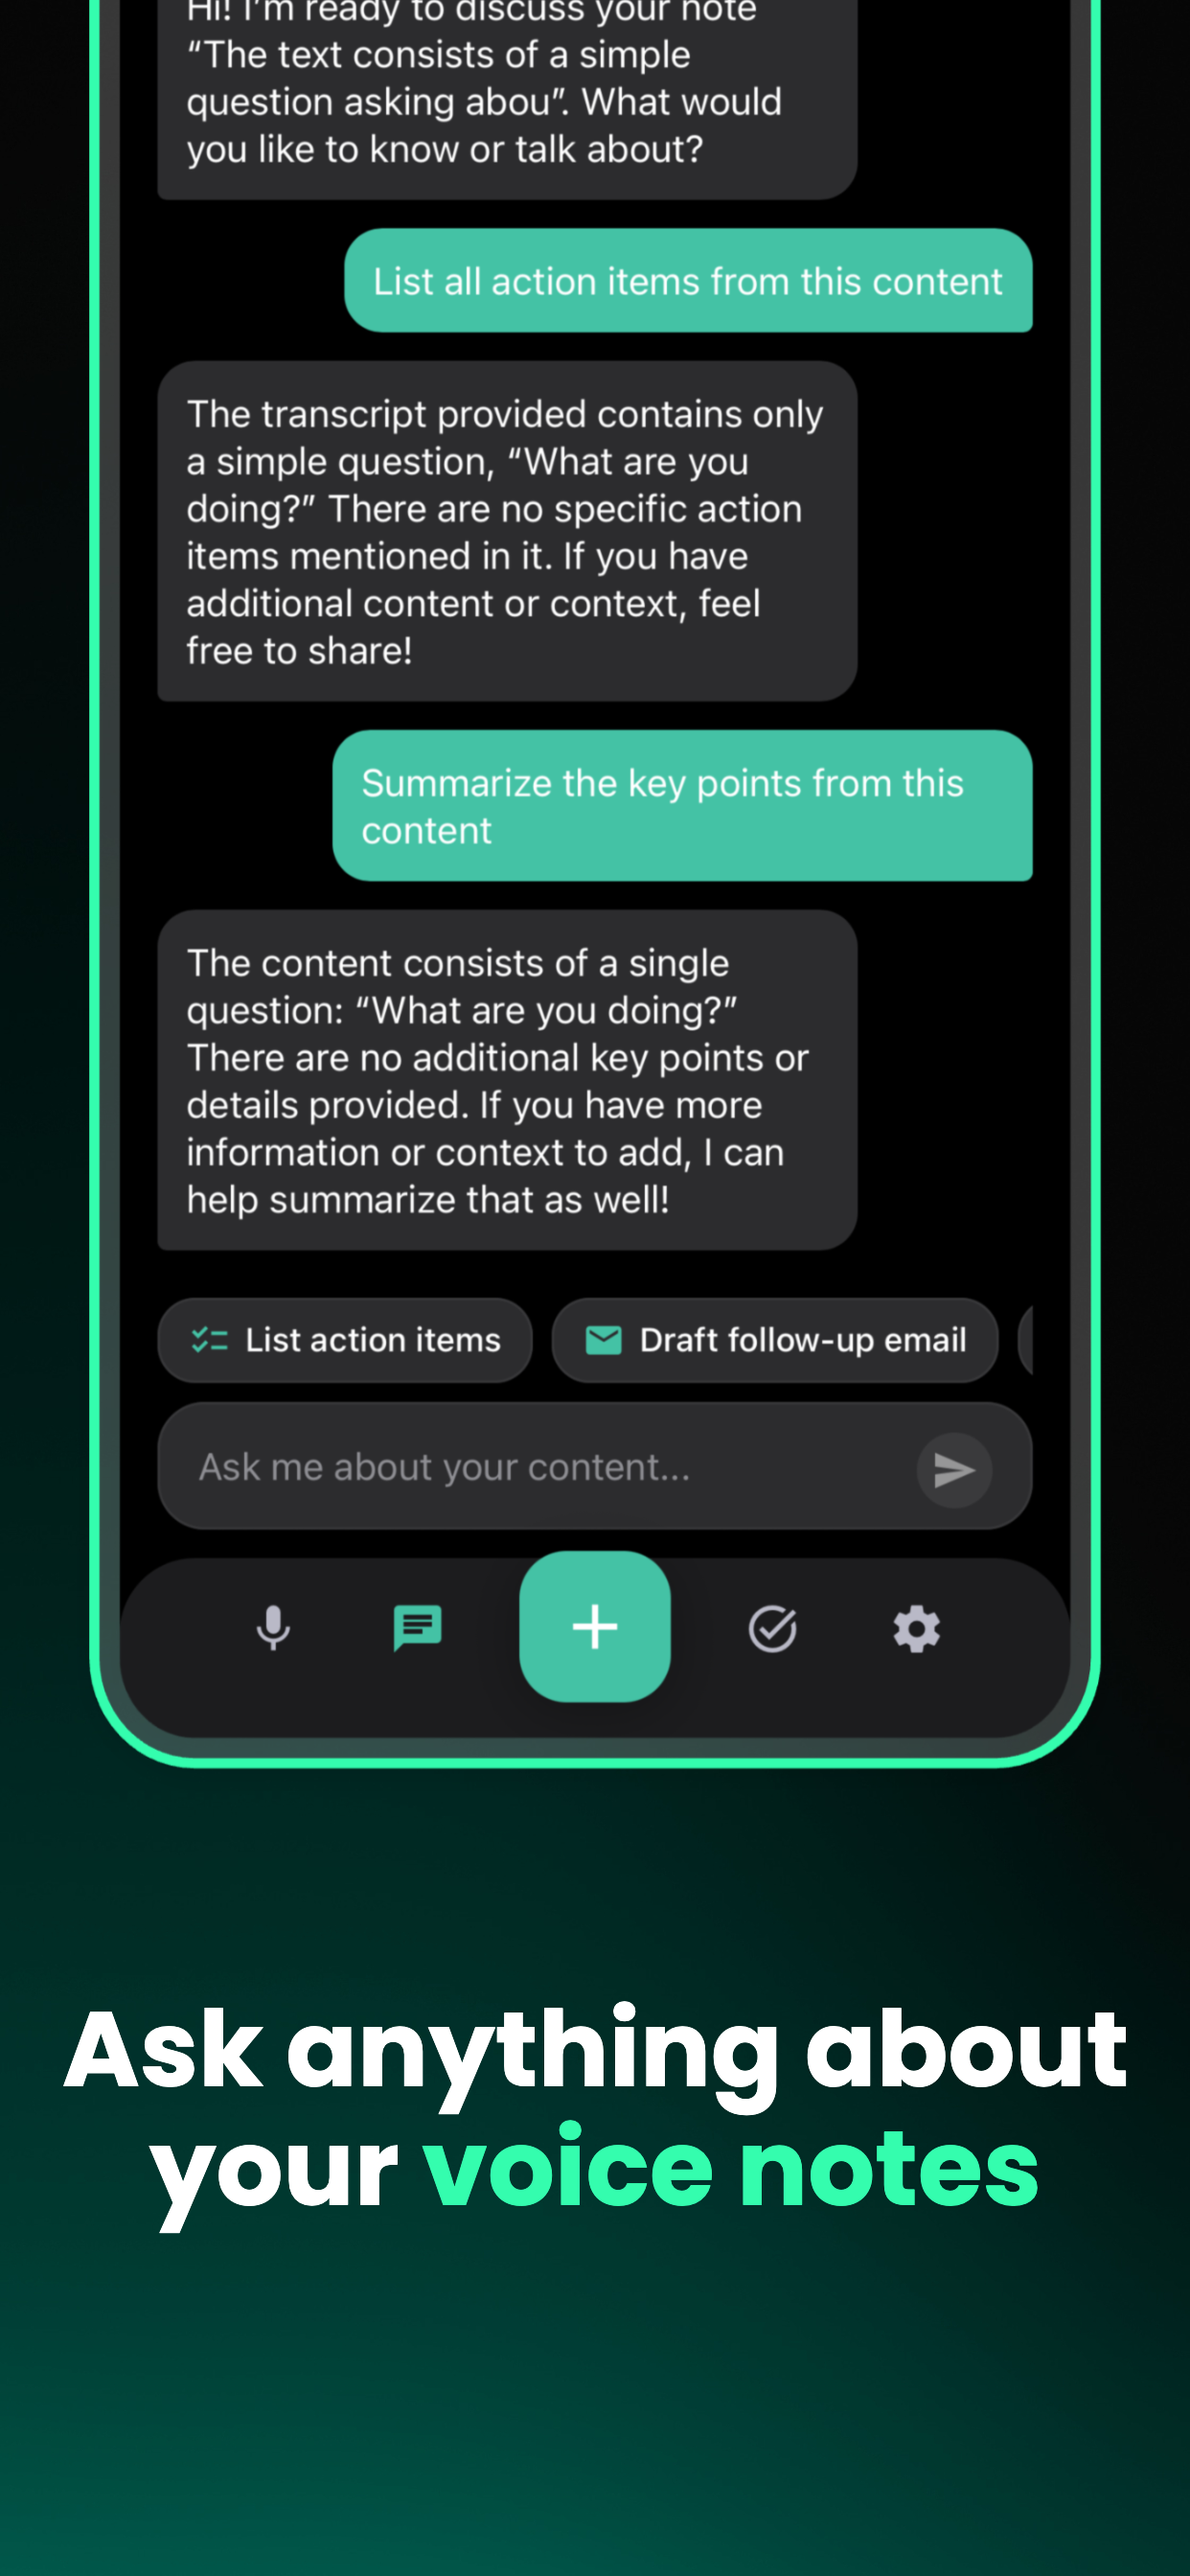 Hi! I’m ready to discuss your note
“The text consists of a simple
question asking abou”. What would
you like to know or talk about?
List all action items from this content
The transcript provided contains only
a simple question, “What are you
doing?” There are no specific action
items mentioned in it. If you have
additional content or context, feel
free to share!
Summarize the key points from this
content
The content consists of a single
question: “What are you doing?”
There are no additional key points or
details provided. If you have more
information or context to add, I can
help summarize that as well!
List action items
Draft follow-up email
Ask me about your content...
Ask anything about
your voice notes